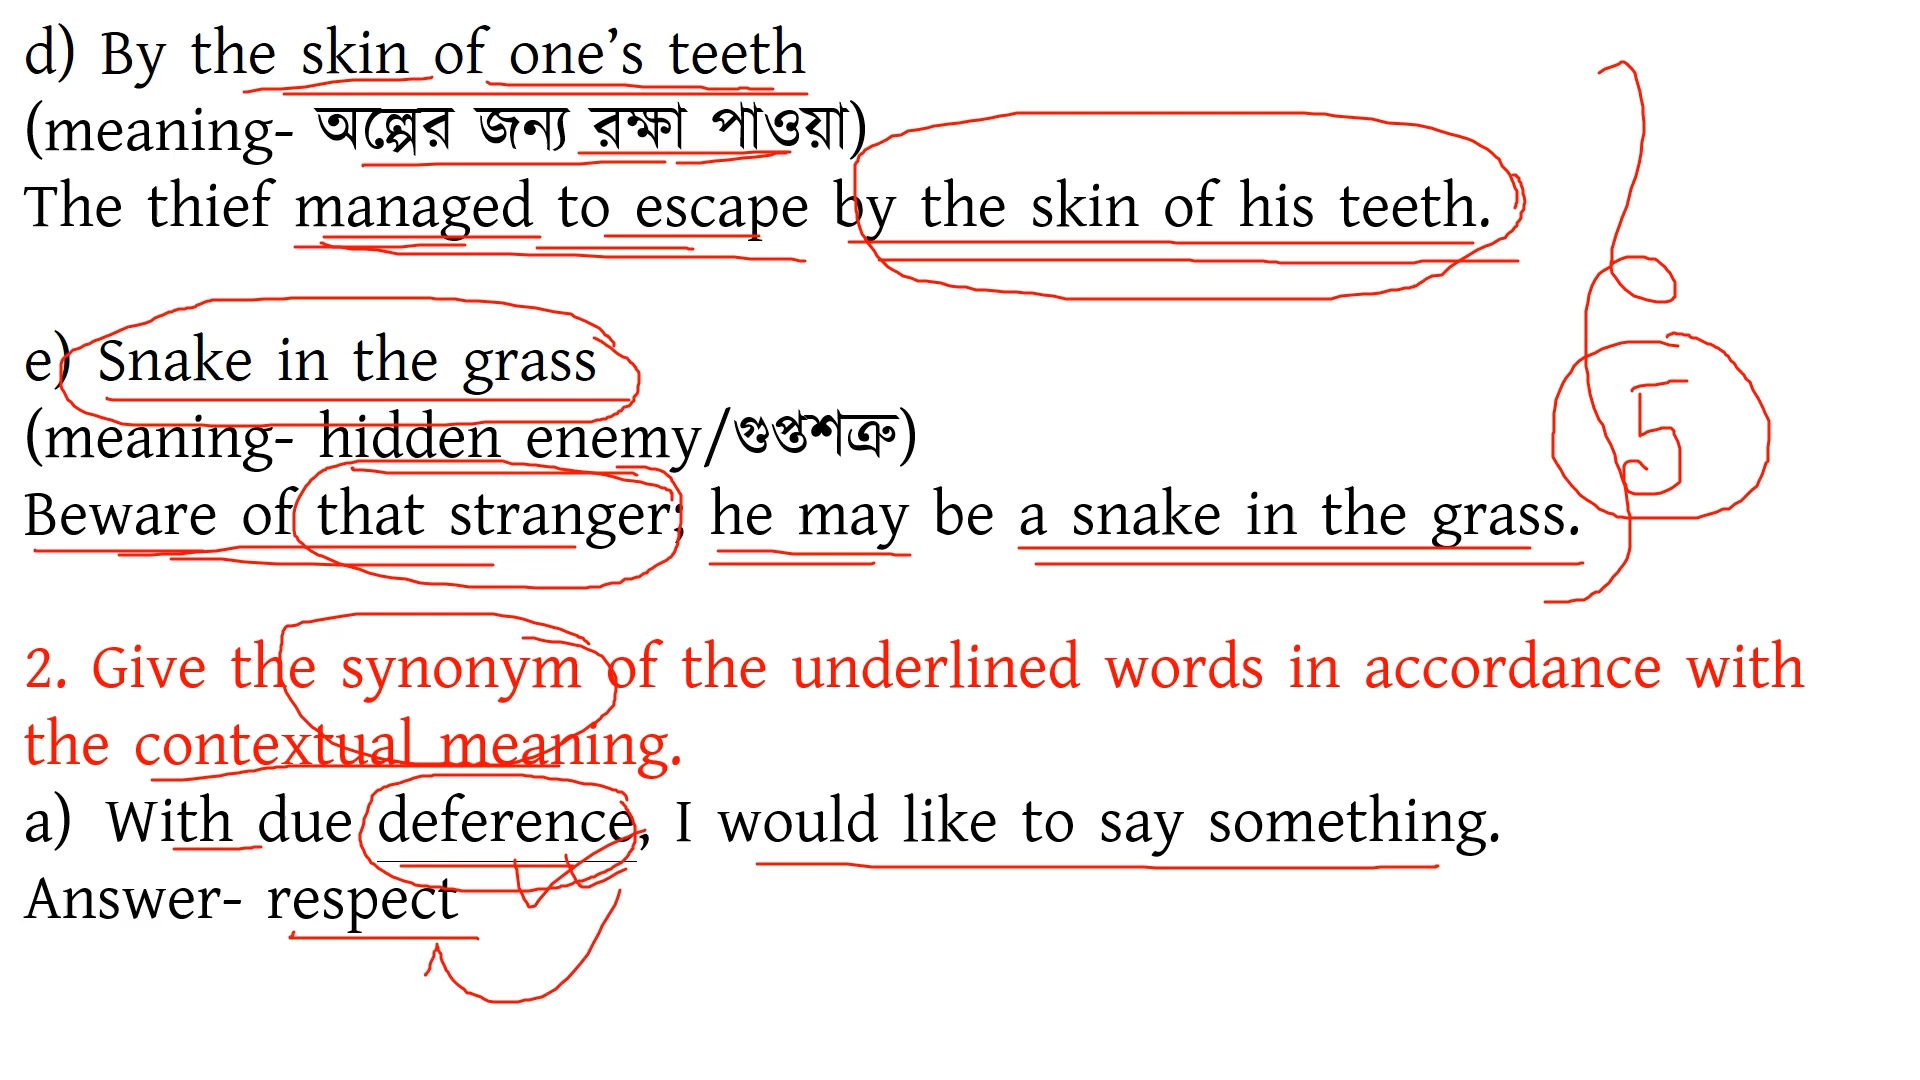 d) By the skin of one’s teeth
(meaning- অল্পের জন্য রক্ষা পাওয়া)
The thief managed to escape by the skin of his teeth.
e) Snake in the grass
(meaning- hidden enemy/গুপ্তশত্রু)
Beware of that stranger; he may be a snake in the grass.
5
2. Give the synonym of the underlined words in accordance with
the contextual meaning.
a) With due deference, I would like to say something.
Answer- respect